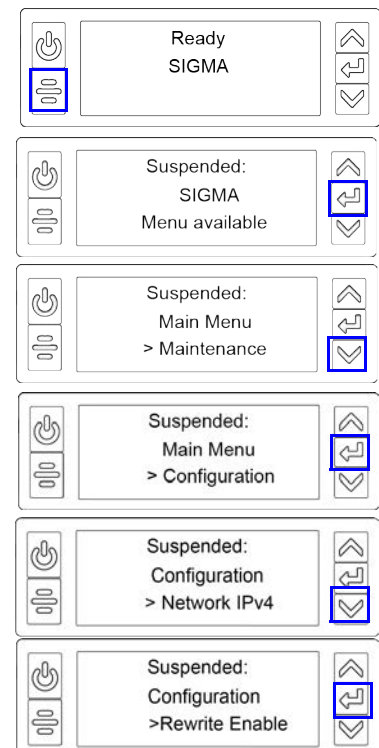 Ready
SIGMA
Suspended:
SIGMA
Menu available
Suspended:
Main Menu
> Maintenance
Suspended:
Main Menu
> Configuration
Suspended:
Configuration
> Network IPv4
Suspended:
Configuration
>Rewrite Enable